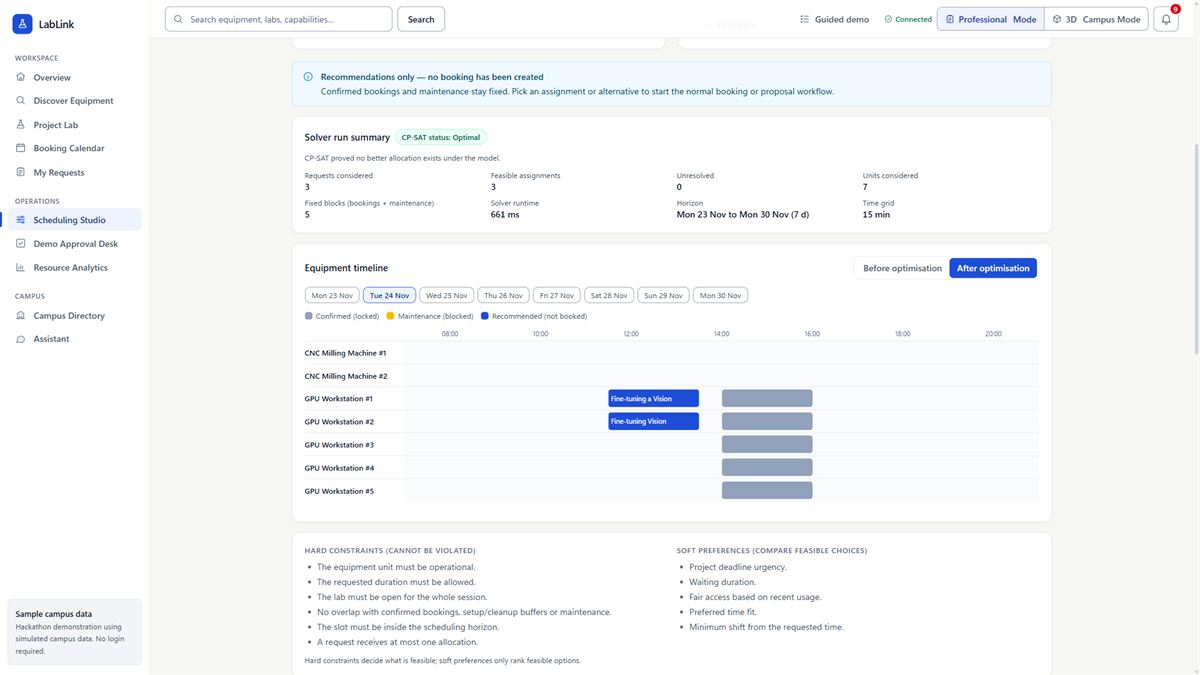 LabLink
Search equipment, labs, capabilities...
Search
Guided demo
Connected
Professional Mode
3D Campus Mode
9
WORKSPACE
Overview
Discover Equipment
Project Lab
Booking Calendar
My Requests
OPERATIONS
Scheduling Studio
Demo Approval Desk
Resource Analytics
CAMPUS
Campus Directory
Assistant
Sample campus data
Hackathon demonstration using
simulated campus data. No login
required.
Recommendations only — no booking has been created
Confirmed bookings and maintenance stay fixed. Pick an assignment or alternative to start the normal booking or proposal workflow.
Solver run summary
CP-SAT status: Optimal
CP-SAT proved no better allocation exists under the model.
Requests considered
3
Feasible assignments
3
Unresolved
0
Units considered
7
Fixed blocks (bookings + maintenance)
5
Solver runtime
661 ms
Horizon
Mon 23 Nov to Mon 30 Nov (7 d)
Time grid
15 min
Equipment timeline
Before optimisation
After optimisation
Mon 23 Nov
Tue 24 Nov
Wed 25 Nov
Thu 26 Nov
Fri 27 Nov
Sat 28 Nov
Sun 29 Nov
Mon 30 Nov
Confirmed (locked)
Maintenance (blocked)
Recommended (not booked)
08:00
10:00
12:00
14:00
16:00
18:00
20:00
CNC Milling Machine #1
CNC Milling Machine #2
GPU Workstation #1
Fine-tuning a Vision
GPU Workstation #2
Fine-tuning Vision
GPU Workstation #3
GPU Workstation #4
GPU Workstation #5
HARD CONSTRAINTS (CANNOT BE VIOLATED)
• The equipment unit must be operational.
• The requested duration must be allowed.
• The lab must be open for the whole session.
• No overlap with confirmed bookings, setup/cleanup buffers or maintenance.
• The slot must be inside the scheduling horizon.
• A request receives at most one allocation.
Hard constraints decide what is feasible; soft preferences only rank feasible options.
SOFT PREFERENCES (COMPARE FEASIBLE CHOICES)
• Project deadline urgency.
• Waiting duration.
• Fair access based on recent usage.
• Preferred time fit.
• Minimum shift from the requested time.